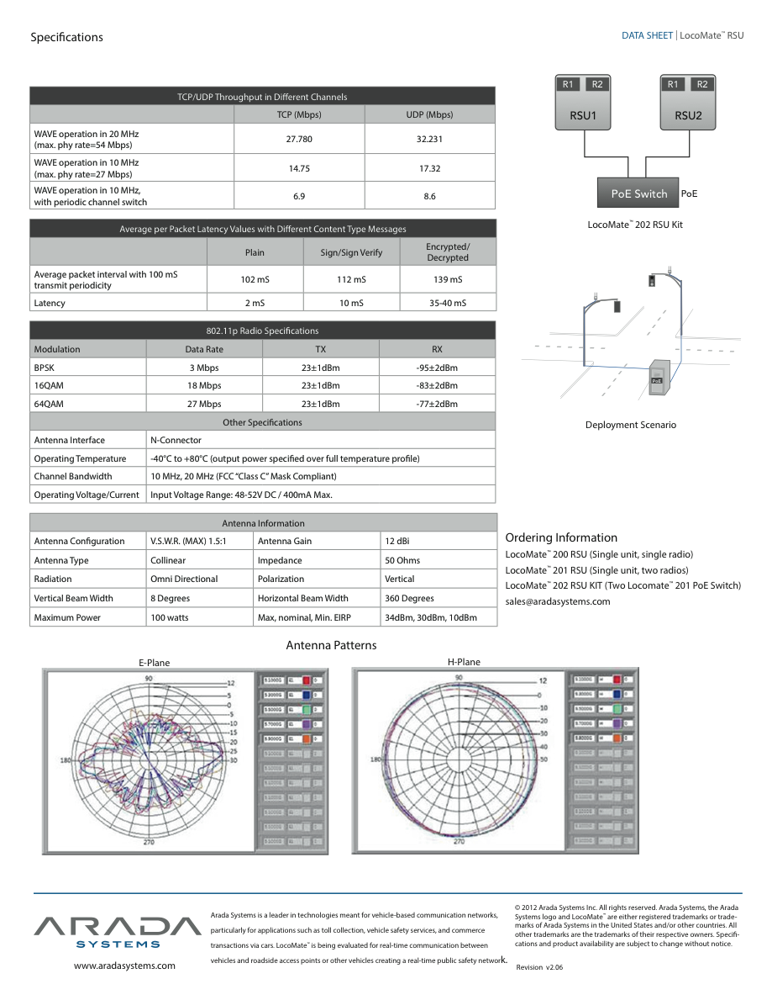 Specifications
DATA SHEET | LocoMate™ RSU
TCP/UDP Throughput in Different Channels
TCP (Mbps) UDP (Mbps)
WAVE operation in 20 MHz
(max. phy rate=54 Mbps) 27.780 32.231
WAVE operation in 10 MHz
(max. phy rate=27 Mbps) 14.75 17.32
WAVE operation in 10 MHz,
with periodic channel switch 6.9 8.6
Average per Packet Latency Values with Different Content Type Messages
Plain Sign/Sign Verify Encrypted/
Decrypted
Average packet interval with 100 mS
transmit periodicity 102 mS 112 mS 139 mS
Latency 2 mS 10 mS 35-40 mS
802.11p Radio Specifications
Modulation Data Rate TX RX
BPSK 3 Mbps 23±1dBm -95±2dBm
16QAM 18 Mbps 23±1dBm -83±2dBm
64QAM 27 Mbps 23±1dBm -77±2dBm
Other Specifications
Antenna Interface N-Connector
Operating Temperature -40°C to +80°C (output power specified over full temperature profile)
Channel Bandwidth 10 MHz, 20 MHz (FCC “Class C” Mask Compliant)
Operating Voltage/Current Input Voltage Range: 48-52V DC / 400mA Max.
Antenna Information
Antenna Configuration V.S.W.R. (MAX) 1.5:1 Antenna Gain 12 dBi
Antenna Type Collinear Impedance 50 Ohms
Radiation Omni Directional Polarization Vertical
Vertical Beam Width 8 Degrees Horizontal Beam Width 360 Degrees
Maximum Power 100 watts Max, nominal, Min. EIRP 34dBm, 30dBm, 10dBm
R1 R2 R1 R2
RSU1 RSU2
PoE Switch PoE
LocoMate™ 202 RSU Kit
PoE
Deployment Scenario
Ordering Information
LocoMate™ 200 RSU (Single unit, single radio)
LocoMate™ 201 RSU (Single unit, two radios)
LocoMate™ 202 RSU KIT (Two Locomate™ 201 PoE Switch)
sales@aradasystems.com
Antenna Patterns
E-Plane
90
12
5
0
-5
-10
-15
-20
-25
180
270
H-Plane
90
12
0
-10
-20
-30
180
270
ARADA
SYSTEMS
www.aradasystems.com
Arada Systems is a leader in technologies meant for vehicle-based communication networks,
particularly for applications such as toll collection, vehicle safety services, and commerce
transactions via cars. LocoMate™ is being evaluated for real-time communication between
vehicles and roadside access points or other vehicles creating a real-time public safety network.
© 2012 Arada Systems Inc. All rights reserved. Arada Systems, the Arada
Systems logo and LocoMate™ are either registered trademarks or trade-
marks of Arada Systems in the United States and/or other countries. All
other trademarks are the trademarks of their respective owners. Specifi-
cations and product availability are subject to change without notice.
Revision v2.06